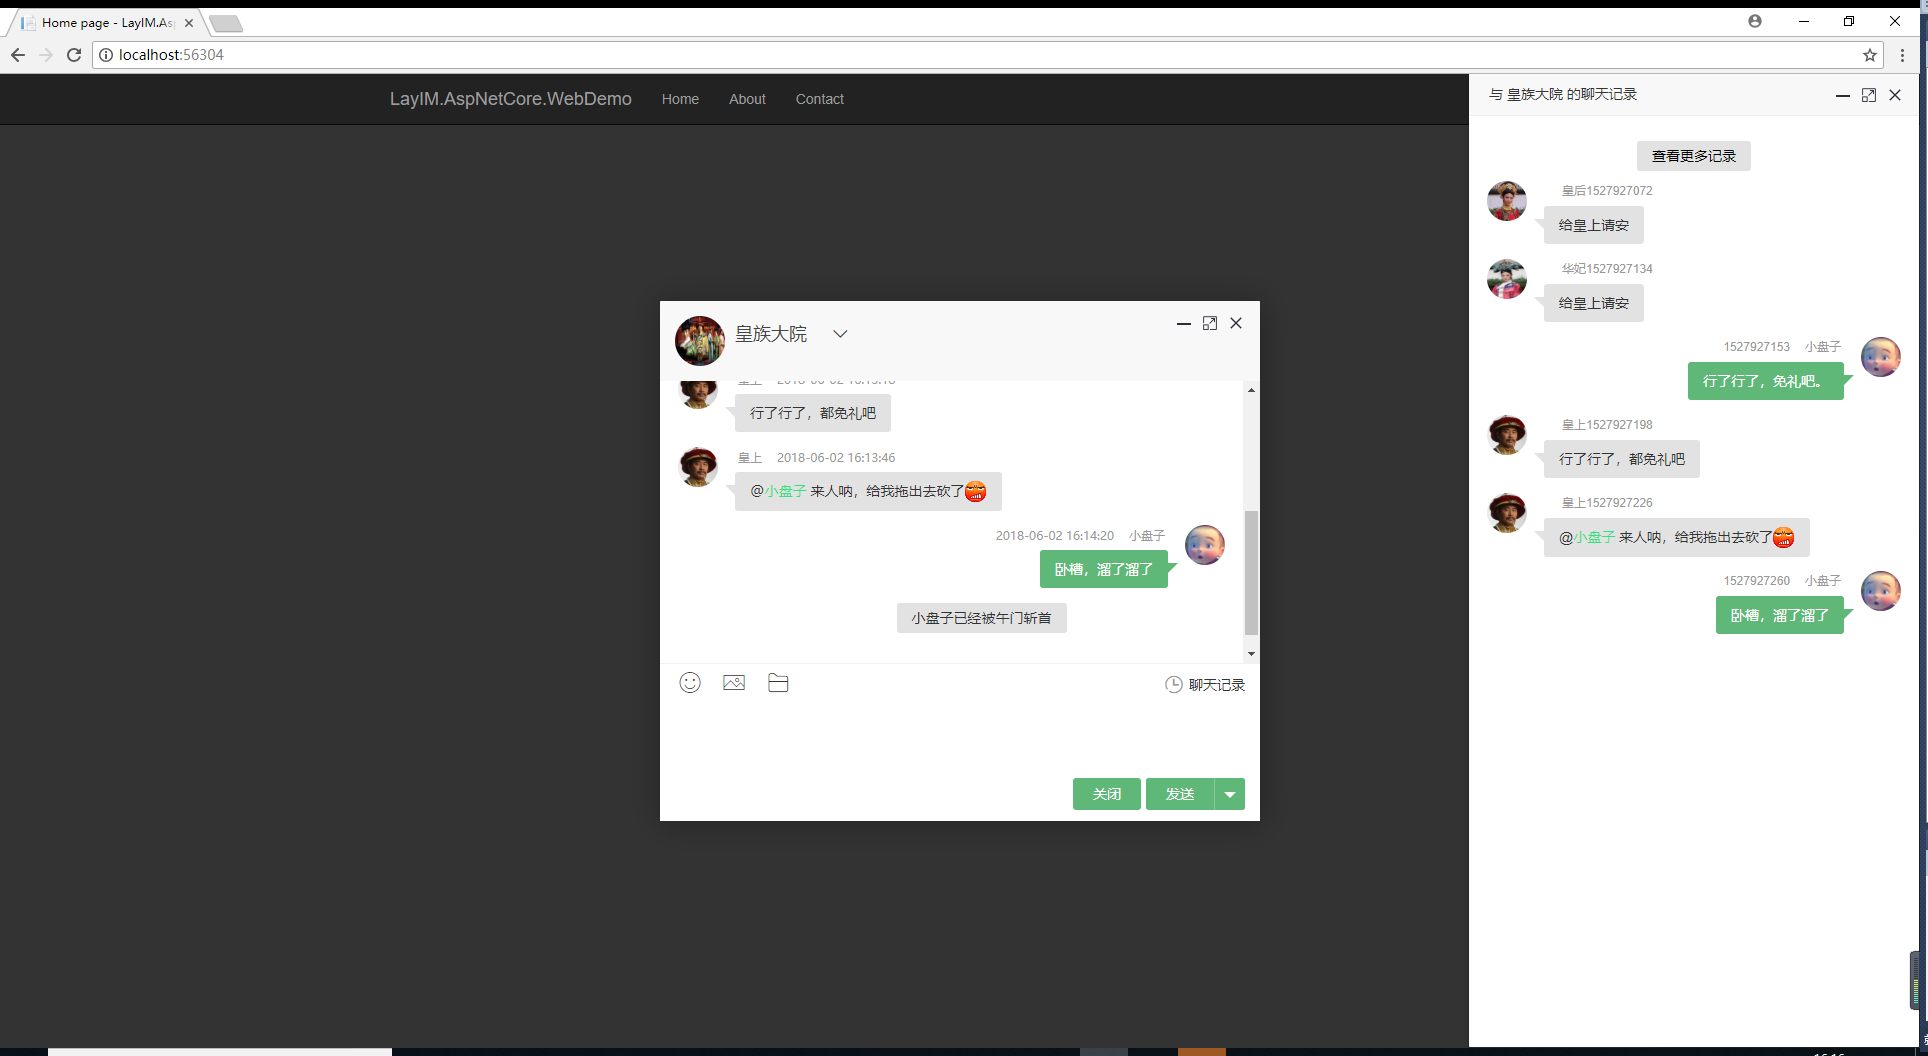 Home page - LayIM.As
localhost:56304
LayIM.AspNetCore.WebDemo
Home
About
Contact
皇族大院
皇上 2018-06-02 16:13:18
行了行了，都免礼吧
皇上 2018-06-02 16:13:46
@小盘子 来人呐，给我拖出去砍了
2018-06-02 16:14:20 小盘子
卧槽，溜了溜了
小盘子已经被午门斩首
聊天记录
关闭
发送
与 皇族大院 的聊天记录
查看更多记录
皇后1527927072
给皇上请安
华妃1527927134
给皇上请安
1527927153 小盘子
行了行了，免礼吧。
皇上1527927198
行了行了，都免礼吧
皇上1527927226
@小盘子 来人呐，给我拖出去砍了
1527927260 小盘子
卧槽，溜了溜了